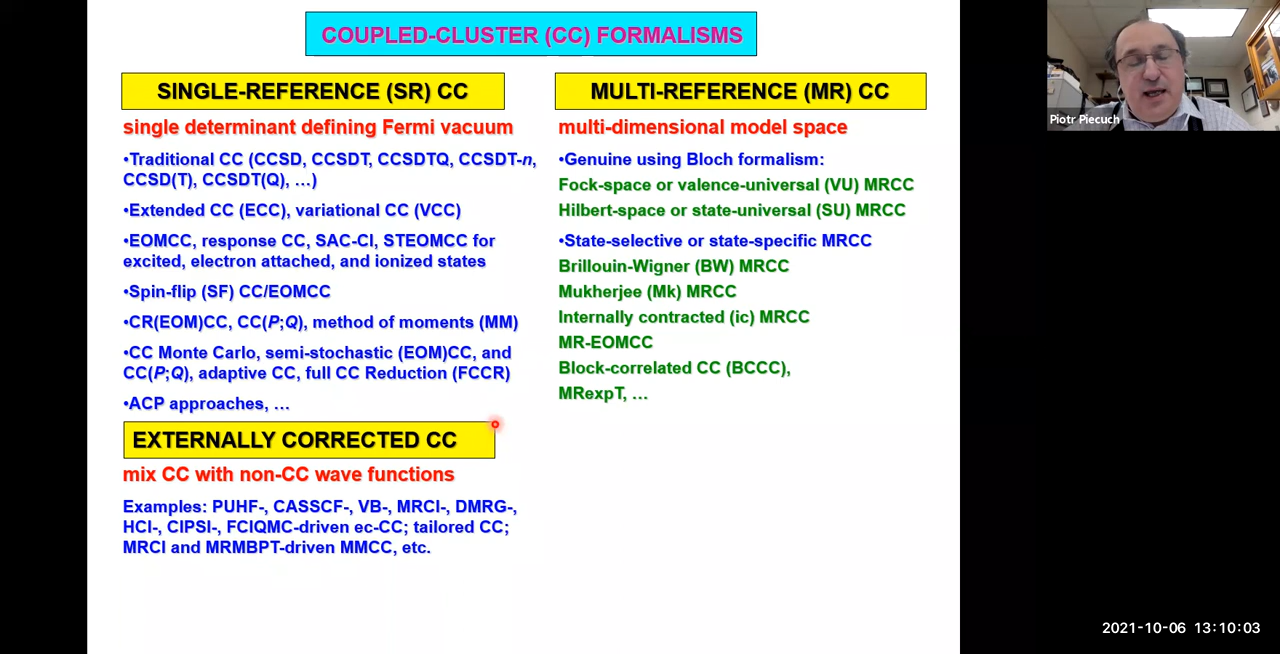 COUPLED-CLUSTER (CC) FORMALISMS
SINGLE-REFERENCE (SR) CC
single determinant defining Fermi vacuum
•Traditional CC (CCSD, CCSDT, CCSDTQ, CCSDT-n,
CCSD(T), CCSDT(Q), …)
•Extended CC (ECC), variational CC (VCC)
•EOMCC, response CC, SAC-CI, STEOMCC for
excited, electron attached, and ionized states
•Spin-flip (SF) CC/EOMCC
•CR(EOM)CC, CC(P;Q), method of moments (MM)
•CC Monte Carlo, semi-stochastic (EOM)CC, and
CC(P;Q), adaptive CC, full CC Reduction (FCCR)
•ACP approaches, …
EXTERNALLY CORRECTED CC
mix CC with non-CC wave functions
Examples: PUHF-, CASSCF-, VB-, MRCI-, DMRG-,
HCI-, CIPSI-, FCIQMC-driven ec-CC; tailored CC;
MRCI and MRMBPT-driven MMCC, etc.
MULTI-REFERENCE (MR) CC
multi-dimensional model space
•Genuine using Bloch formalism:
Fock-space or valence-universal (VU) MRCC
Hilbert-space or state-universal (SU) MRCC
•State-selective or state-specific MRCC
Brillouin-Wigner (BW) MRCC
Mukherjee (Mk) MRCC
Internally contracted (ic) MRCC
MR-EOMCC
Block-correlated CC (BCCC),
MRexpT, …
Piotr Piecuch
2021-10-06 13:10:03